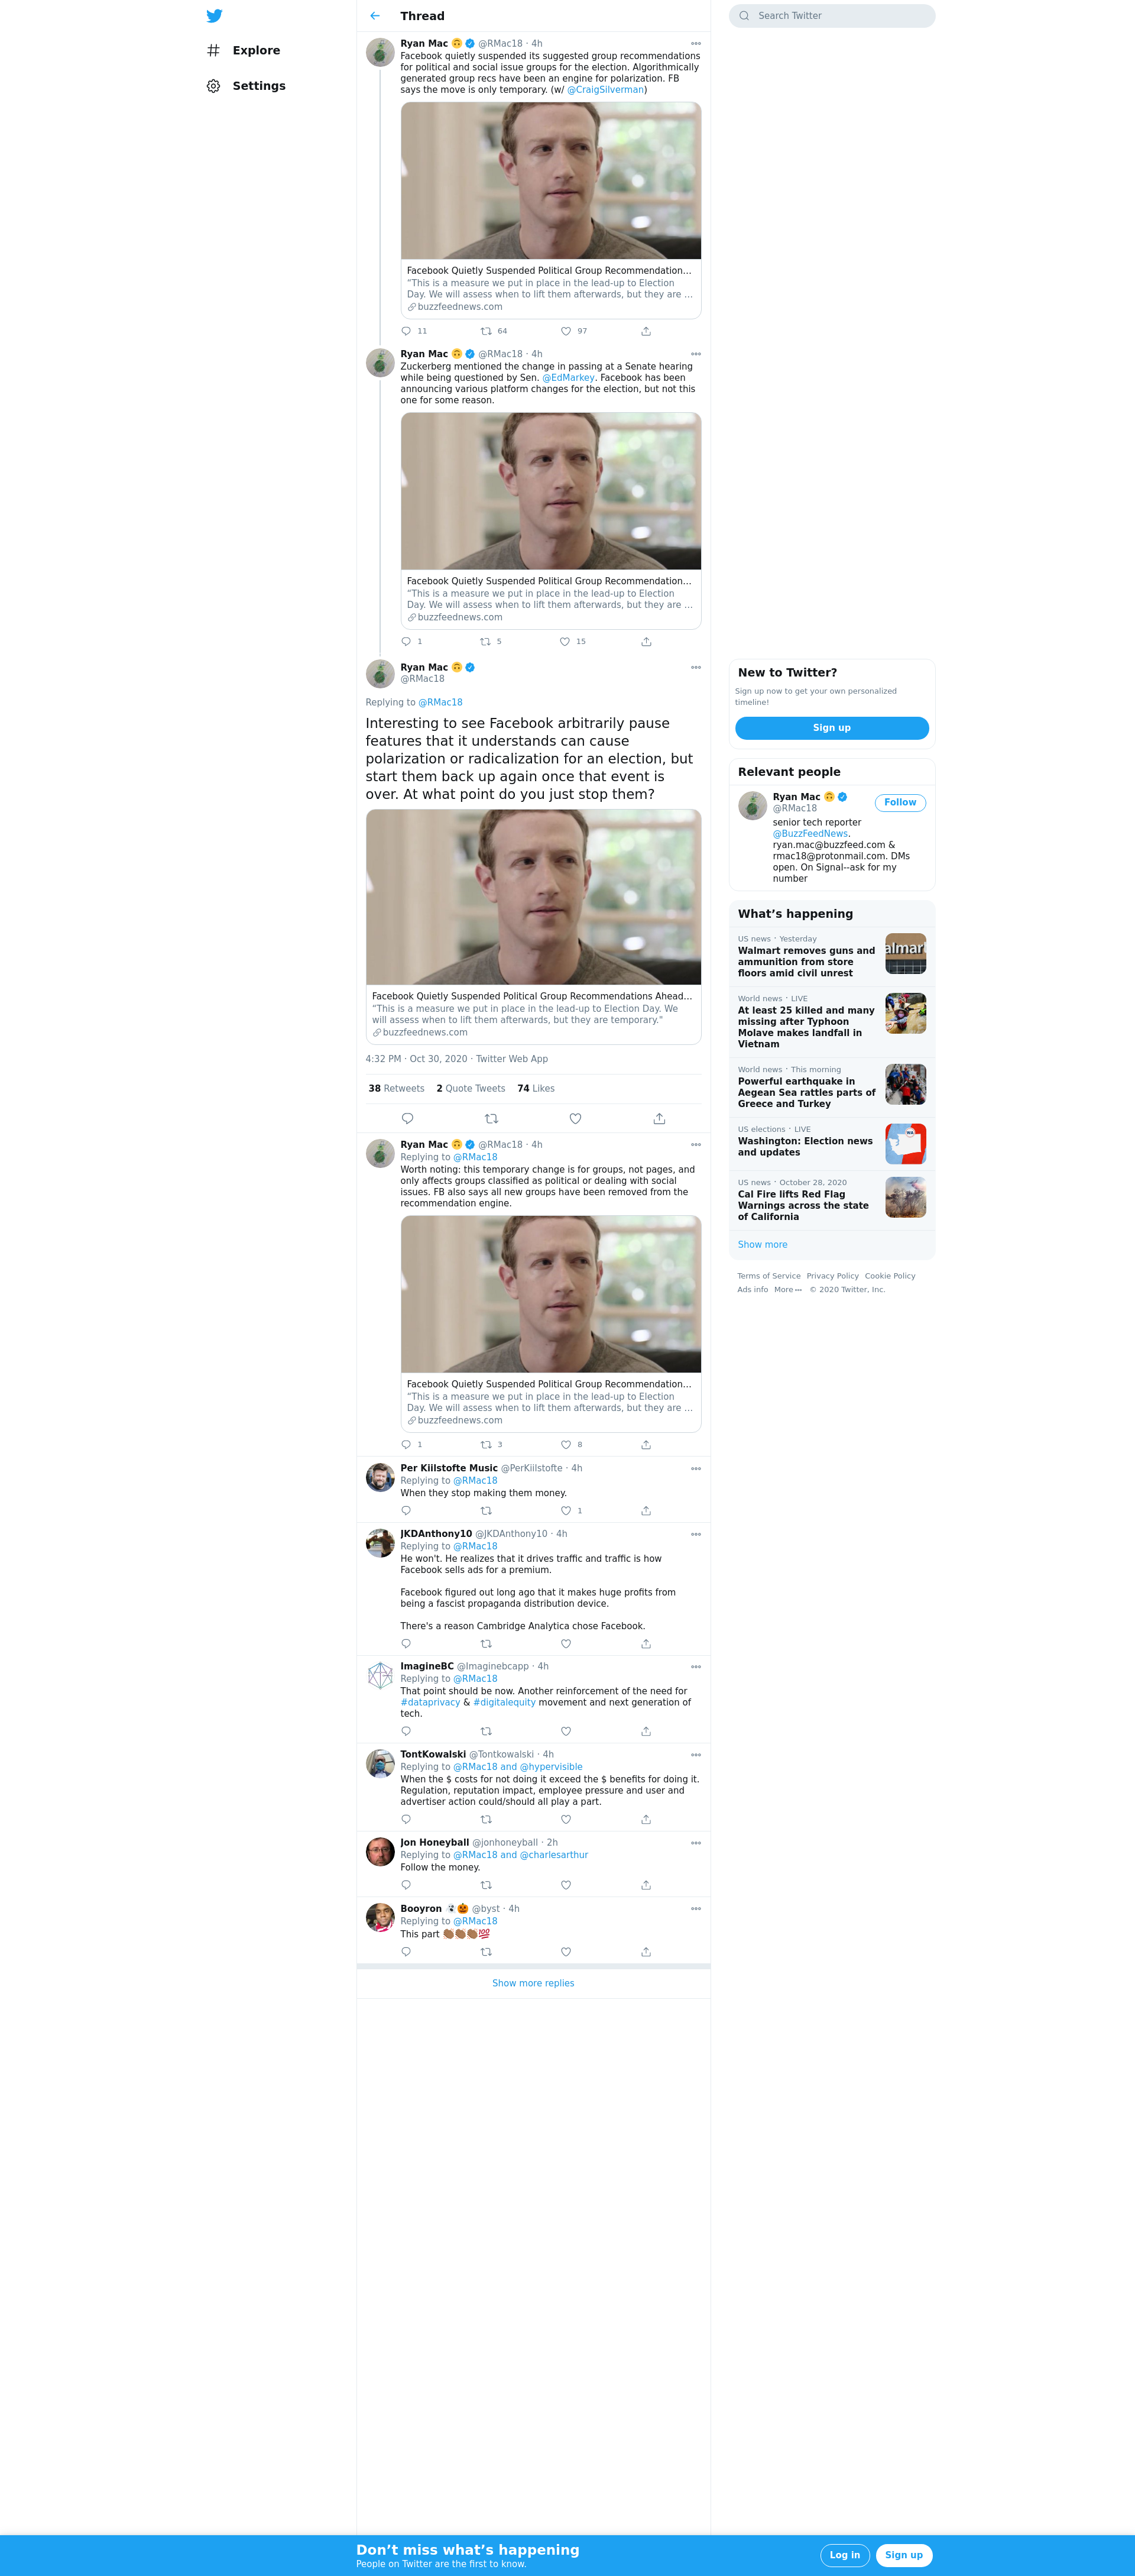 Explore
Settings
Thread
Search Twitter
Ryan Mac 🙃 @RMac18 · 4h
Facebook quietly suspended its suggested group recommendations
for political and social issue groups for the election. Algorithmically
generated group recs have been an engine for polarization. FB
says the move is only temporary. (w/ @CraigSilverman)
Facebook Quietly Suspended Political Group Recommendation...
“This is a measure we put in place in the lead-up to Election
Day. We will assess when to lift them afterwards, but they are ...
buzzfeednews.com
11 64 97
Ryan Mac 🙃 @RMac18 · 4h
Zuckerberg mentioned the change in passing at a Senate hearing
while being questioned by Sen. @EdMarkey. Facebook has been
announcing various platform changes for the election, but not this
one for some reason.
Facebook Quietly Suspended Political Group Recommendation...
“This is a measure we put in place in the lead-up to Election
Day. We will assess when to lift them afterwards, but they are ...
buzzfeednews.com
1 5 15
Ryan Mac 🙃
@RMac18
Replying to @RMac18
Interesting to see Facebook arbitrarily pause
features that it understands can cause
polarization or radicalization for an election, but
start them back up again once that event is
over. At what point do you just stop them?
Facebook Quietly Suspended Political Group Recommendations Ahead...
“This is a measure we put in place in the lead-up to Election Day. We
will assess when to lift them afterwards, but they are temporary.”
buzzfeednews.com
4:32 PM · Oct 30, 2020 · Twitter Web App
38 Retweets 2 Quote Tweets 74 Likes
Ryan Mac 🙃 @RMac18 · 4h
Replying to @RMac18
Worth noting: this temporary change is for groups, not pages, and
only affects groups classified as political or dealing with social
issues. FB also says all new groups have been removed from the
recommendation engine.
Facebook Quietly Suspended Political Group Recommendation...
“This is a measure we put in place in the lead-up to Election
Day. We will assess when to lift them afterwards, but they are ...
buzzfeednews.com
1 3 8
Per Kiilstofte Music @PerKiilstofte · 4h
Replying to @RMac18
When they stop making them money.
1
JKDAnthony10 @JKDAnthony10 · 4h
Replying to @RMac18
He won't. He realizes that it drives traffic and traffic is how
Facebook sells ads for a premium.
Facebook figured out long ago that it makes huge profits from
being a fascist propaganda distribution device.
There's a reason Cambridge Analytica chose Facebook.
ImagineBC @Imaginebcapp · 4h
Replying to @RMac18
That point should be now. Another reinforcement of the need for
#dataprivacy & #digitalequity movement and next generation of
tech.
TontKowalski @Tontkowalski · 4h
Replying to @RMac18 and @hypervisible
When the $ costs for not doing it exceed the $ benefits for doing it.
Regulation, reputation impact, employee pressure and user and
advertiser action could/should all play a part.
Jon Honeyball @jonhoneyball · 2h
Replying to @RMac18 and @charlesarthur
Follow the money.
Booyron 👻🎃 @byst · 4h
Replying to @RMac18
This part 👏🏾👏🏾👏🏾💯
Show more replies
New to Twitter?
Sign up now to get your own personalized
timeline!
Sign up
Relevant people
Ryan Mac 🙃
@RMac18
Follow
senior tech reporter
@BuzzFeedNews.
ryan.mac@buzzfeed.com &
rmac18@protonmail.com. DMs
open. On Signal--ask for my
number
What’s happening
US news · Yesterday
Walmart removes guns and
ammunition from store
floors amid civil unrest
almart
World news · LIVE
At least 25 killed and many
missing after Typhoon
Molave makes landfall in
Vietnam
World news · This morning
Powerful earthquake in
Aegean Sea rattles parts of
Greece and Turkey
US elections · LIVE
Washington: Election news
and updates
WA
US news · October 28, 2020
Cal Fire lifts Red Flag
Warnings across the state
of California
Show more
Terms of Service Privacy Policy Cookie Policy
Ads info More © 2020 Twitter, Inc.
Don’t miss what’s happening
People on Twitter are the first to know.
Log in
Sign up